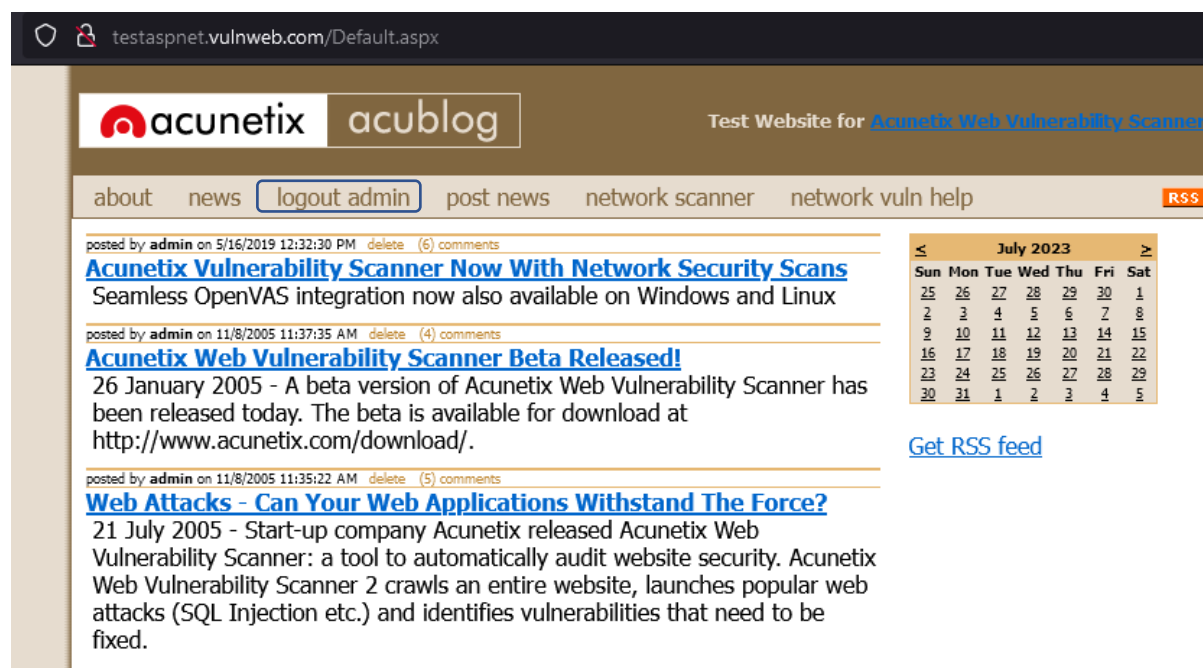 testaspnet.vulnweb.com/Default.aspx
acunetix acublog
Test Website for Acunetix Web Vulnerability Scanner
about news logout admin post news network scanner network vuln help RSS
posted by admin on 5/16/2019 12:32:30 PM delete (6) comments
Acunetix Vulnerability Scanner Now With Network Security Scans
Seamless OpenVAS integration now also available on Windows and Linux
posted by admin on 11/8/2005 11:37:35 AM delete (4) comments
Acunetix Web Vulnerability Scanner Beta Released!
26 January 2005 - A beta version of Acunetix Web Vulnerability Scanner has
been released today. The beta is available for download at
http://www.acunetix.com/download/.
posted by admin on 11/8/2005 11:35:22 AM delete (5) comments
Web Attacks - Can Your Web Applications Withstand The Force?
21 July 2005 - Start-up company Acunetix released Acunetix Web
Vulnerability Scanner: a tool to automatically audit website security. Acunetix
Web Vulnerability Scanner 2 crawls an entire website, launches popular web
attacks (SQL Injection etc.) and identifies vulnerabilities that need to be
fixed.
< July 2023 >
Sun Mon Tue Wed Thu Fri Sat
25 26 27 28 29 30 1
2 3 4 5 6 7 8
9 10 11 12 13 14 15
16 17 18 19 20 21 22
23 24 25 26 27 28 29
30 31 1 2 3 4 5
Get RSS feed